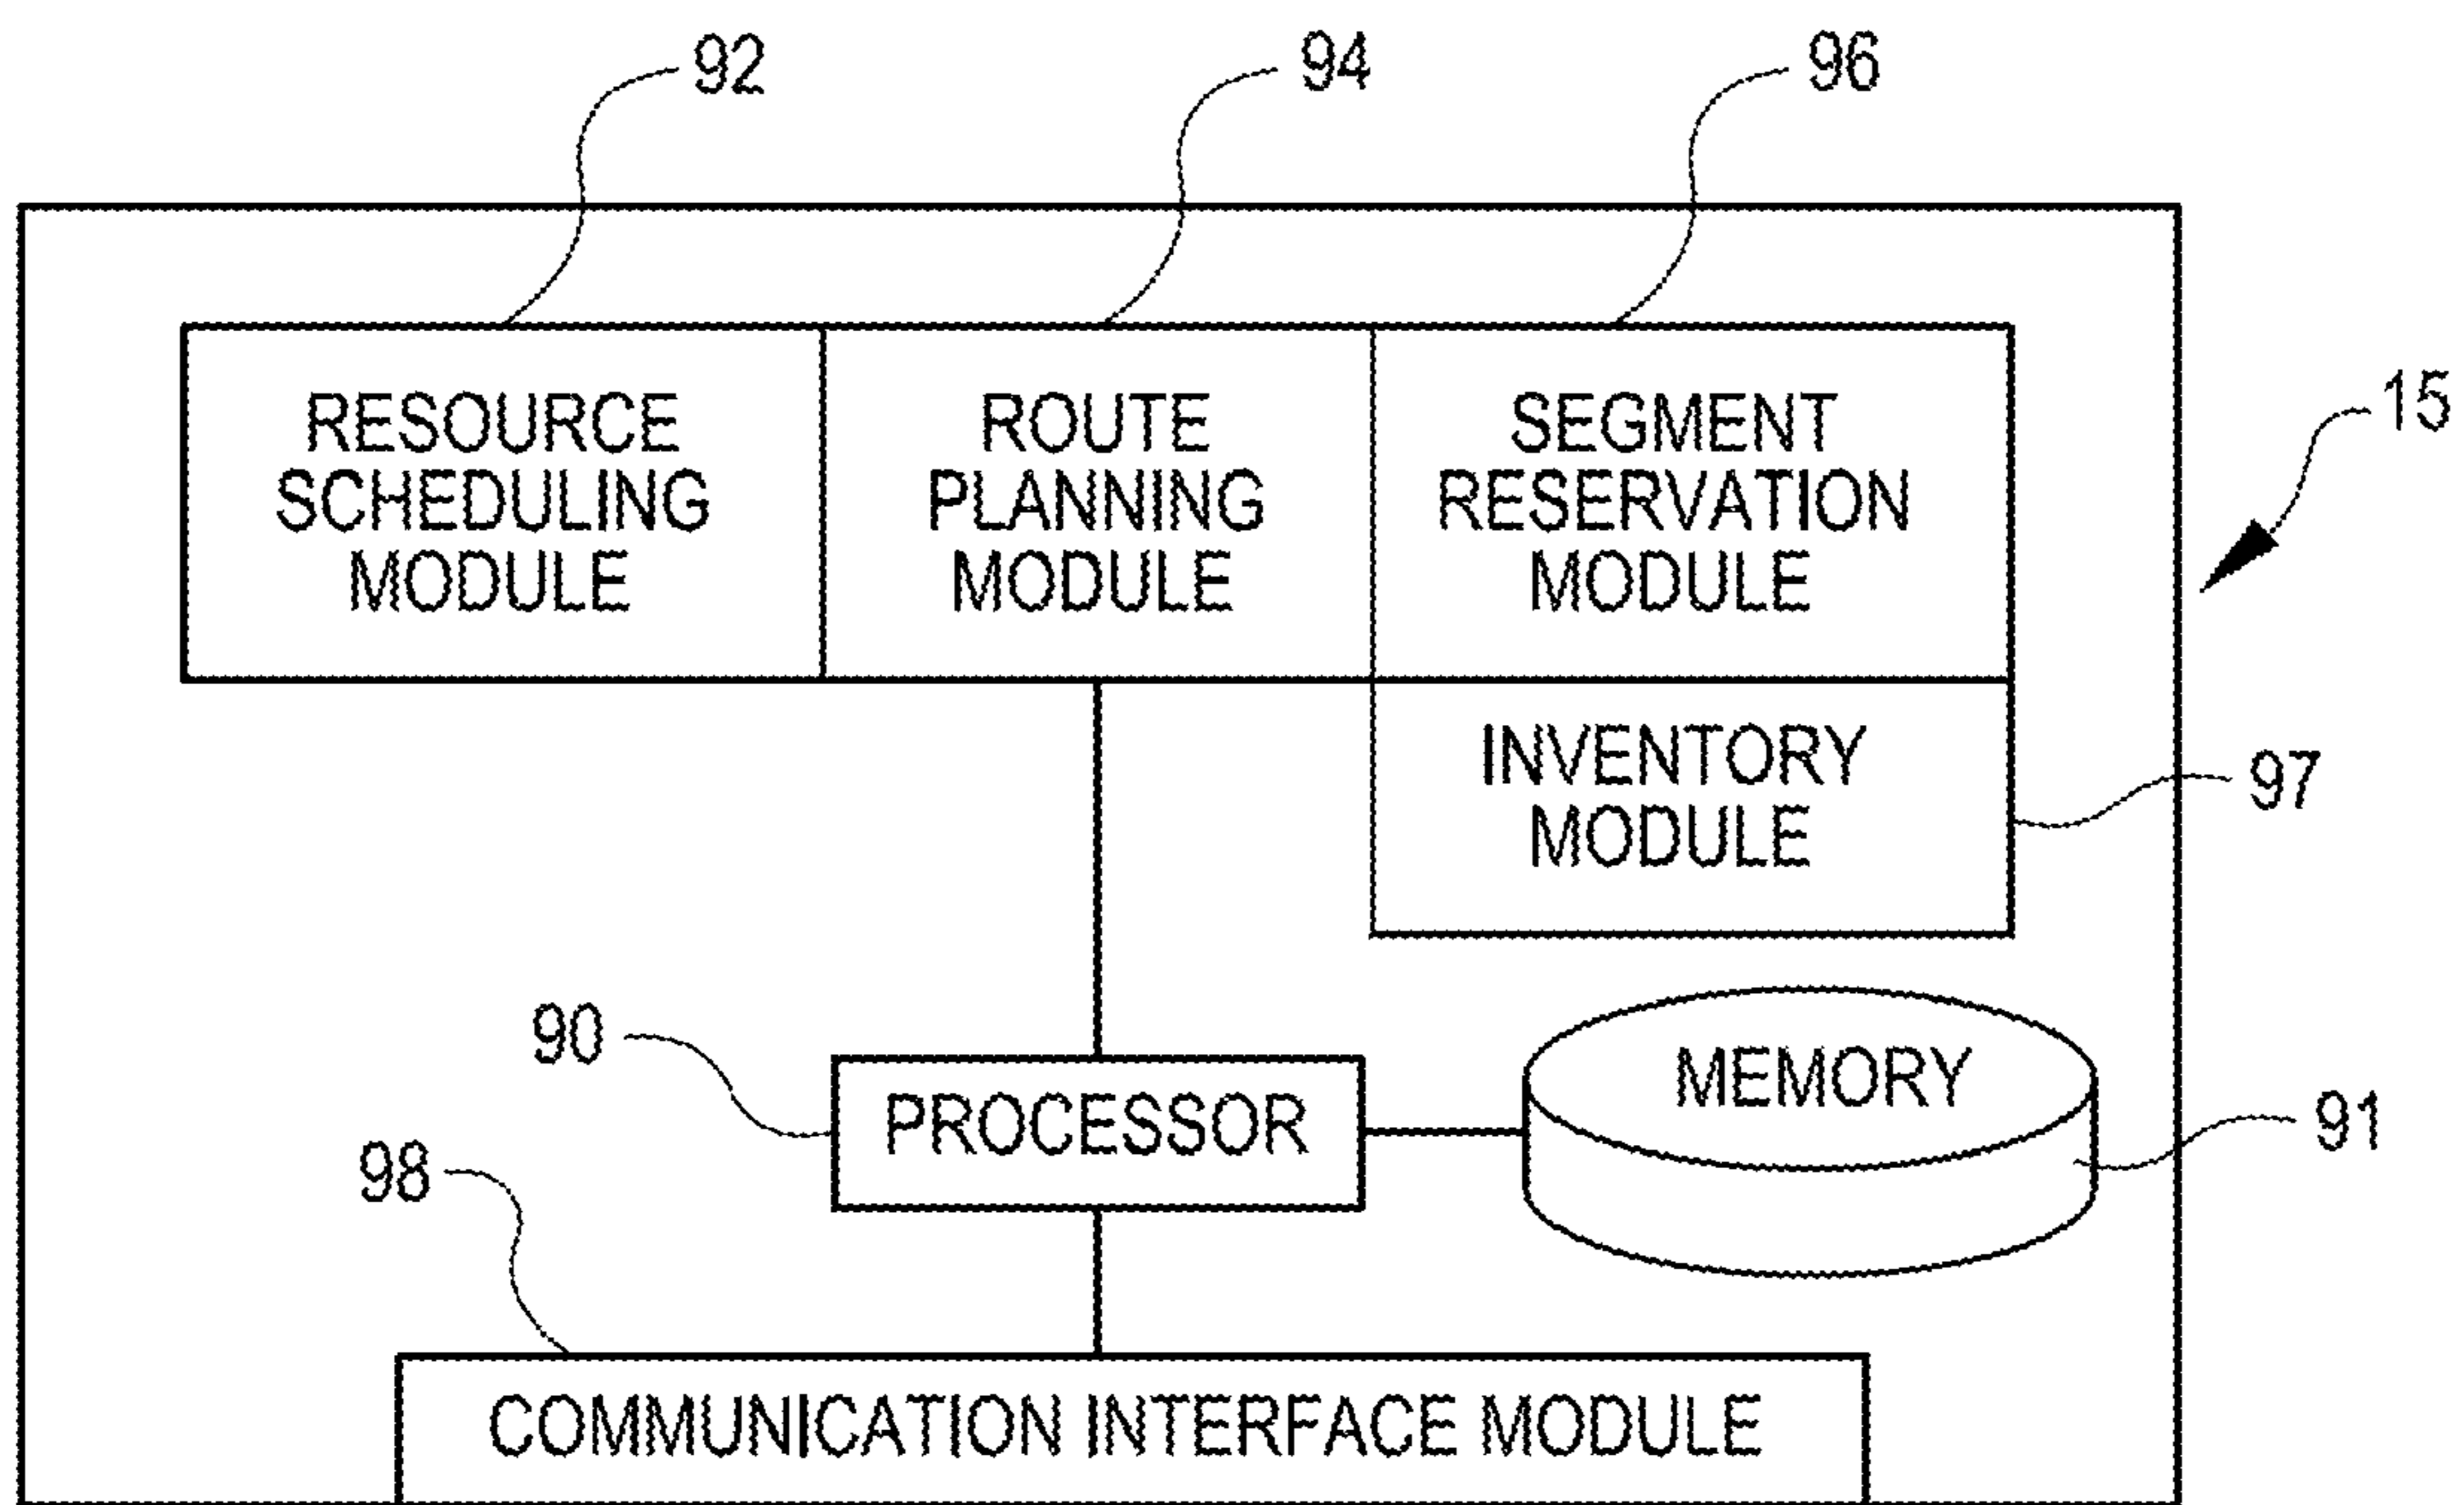 92
94
96
RESOURCE
SCHEDULING
MODULE
ROUTE
PLANNING
MODULE
SEGMENT
RESERVATION
MODULE
15
INVENTORY
MODULE
97
90
PROCESSOR
MEMORY
91
98
COMMUNICATION INTERFACE MODULE